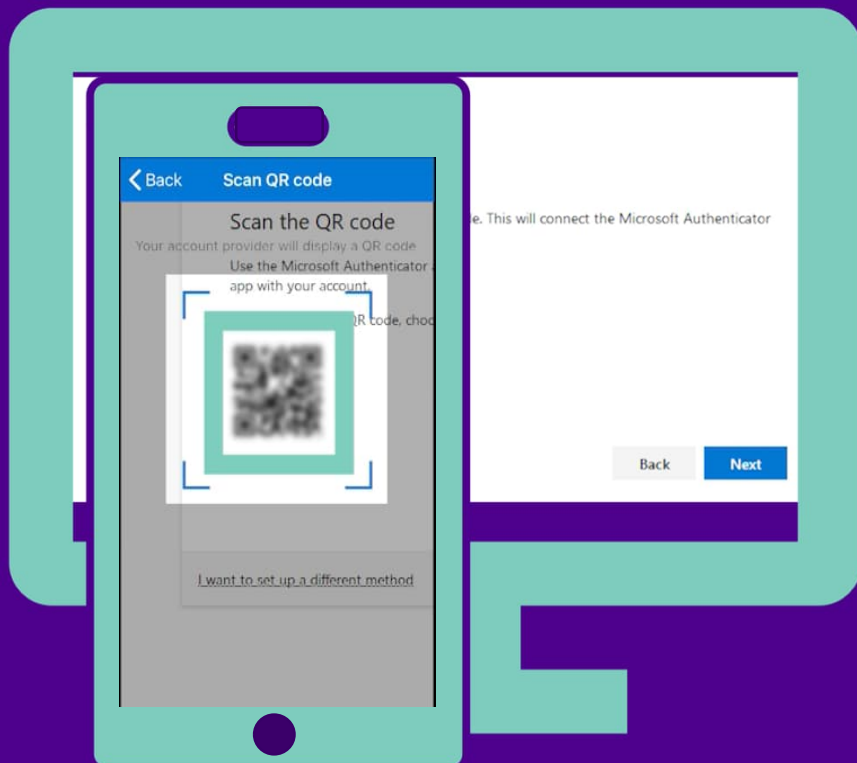 Back
Scan QR code
Scan the QR code
Your account provider will display a QR code
Use the Microsoft Authenticator
le. This will connect the Microsoft Authenticator
app with your account.
QR code, choo
I want to set up a different method
Back
Next